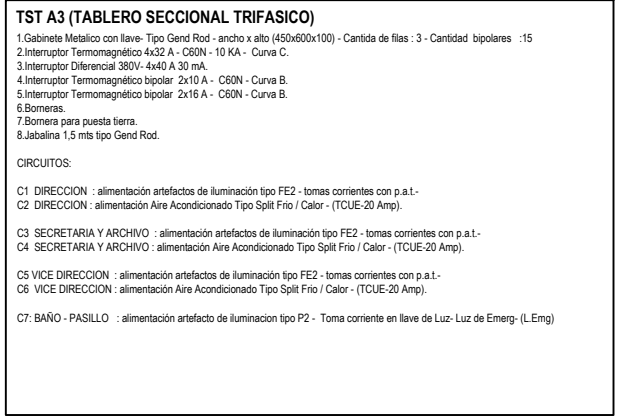 TST A3 (TABLERO SECCIONAL TRIFASICO)
1.Gabinete Metalico con llave- Tipo Gend Rod - ancho x alto (450x600x100) - Cantida de filas : 3 - Cantidad bipolares :15
2.Interruptor Termomagnético 4x32 A - C60N - 10 KA - Curva C.
3.Interruptor Diferencial 380V- 4x40 A 30 mA.
4.Interruptor Termomagnético bipolar 2x10 A - C60N - Curva B.
5.Interruptor Termomagnético bipolar 2x16 A - C60N - Curva B.
6.Borneras.
7.Bornera para puesta tierra.
8.Jabalina 1,5 mts tipo Gend Rod.
CIRCUITOS:
C1 DIRECCION : alimentación artefactos de iluminación tipo FE2 - tomas corrientes con p.a.t.-
C2 DIRECCION : alimentación Aire Acondicionado Tipo Split Frio / Calor - (TCUE-20 Amp).
C3 SECRETARIA Y ARCHIVO : alimentación artefactos de iluminación tipo FE2 - tomas corrientes con p.a.t.-
C4 SECRETARIA Y ARCHIVO : alimentación Aire Acondicionado Tipo Split Frio / Calor - (TCUE-20 Amp).
C5 VICE DIRECCION : alimentación artefactos de iluminación tipo FE2 - tomas corrientes con p.a.t.-
C6 VICE DIRECCION : alimentación Aire Acondicionado Tipo Split Frio / Calor - (TCUE-20 Amp).
C7: BAÑO - PASILLO : alimentación artefacto de iluminacion tipo P2 - Toma corriente en llave de Luz- Luz de Emerg- (L.Emg)